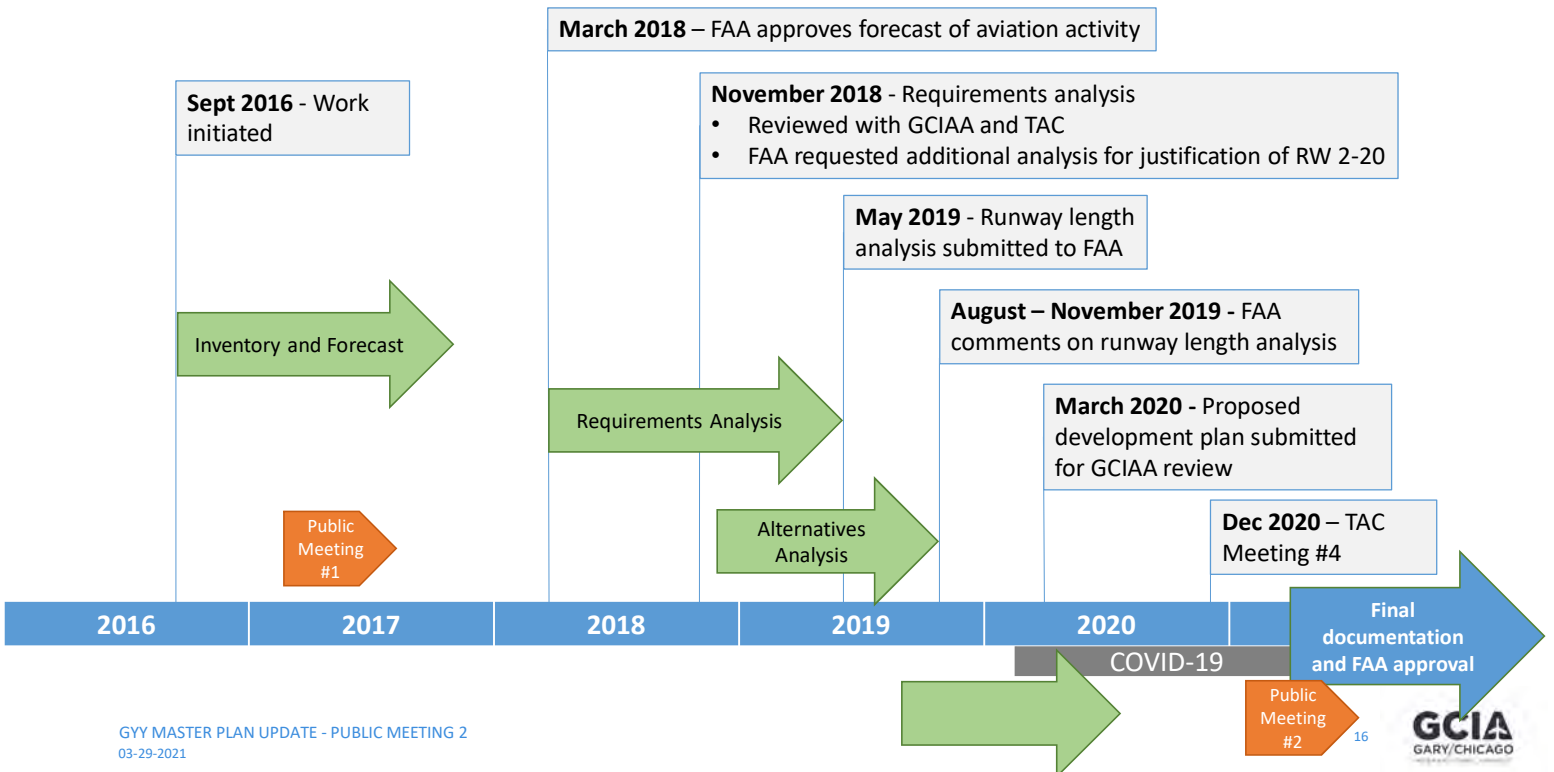 March 2018 – FAA approves forecast of aviation activity
Sept 2016 - Work
initiated
November 2018 - Requirements analysis
• Reviewed with GCIAA and TAC
• FAA requested additional analysis for justification of RW 2-20
May 2019 - Runway length
analysis submitted to FAA
August – November 2019 - FAA
comments on runway length analysis
Inventory and Forecast
March 2020 - Proposed
development plan submitted
for GCIAA review
Requirements Analysis
Dec 2020 – TAC
Meeting #4
Public
Meeting
#1
Alternatives
Analysis
2016
2017
2018
2019
2020
Final
documentation
and FAA approval
COVID-19
Public
Meeting
#2
GYY MASTER PLAN UPDATE - PUBLIC MEETING 2
03-29-2021
16
GCIA
GARY/CHICAGO